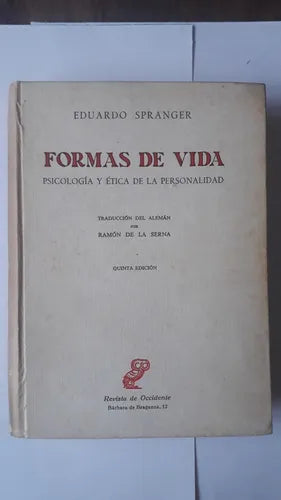 EDUARDO SPRANGER
FORMAS DE VIDA
PSICOLOGÍA Y ÉTICA DE LA PERSONALIDAD
TRADUCCIÓN DEL ALEMÁN
POR
RAMÓN DE LA SERNA
QUINTA EDICIÓN
Revista de Occidente
Bárbara de Braganza, 12